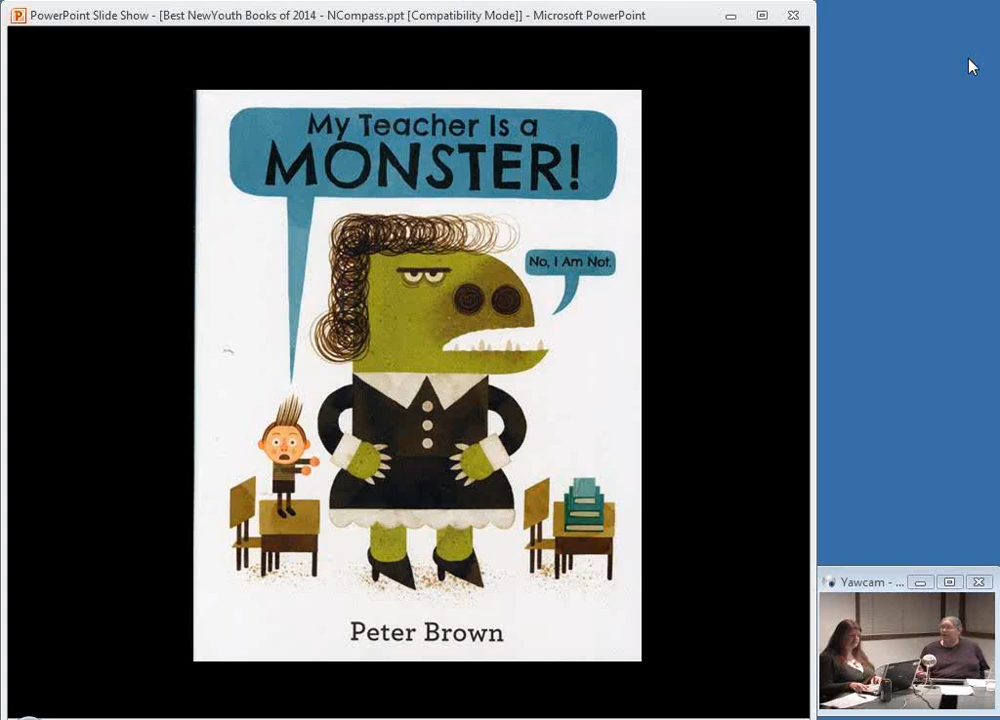 PowerPoint Slide Show - [Best NewYouth Books of 2014 - NCompass.ppt [Compatibility Mode]] - Microsoft PowerPoint
My Teacher Is a
MONSTER!
No, I Am Not.
Peter Brown
Yawcam - ...